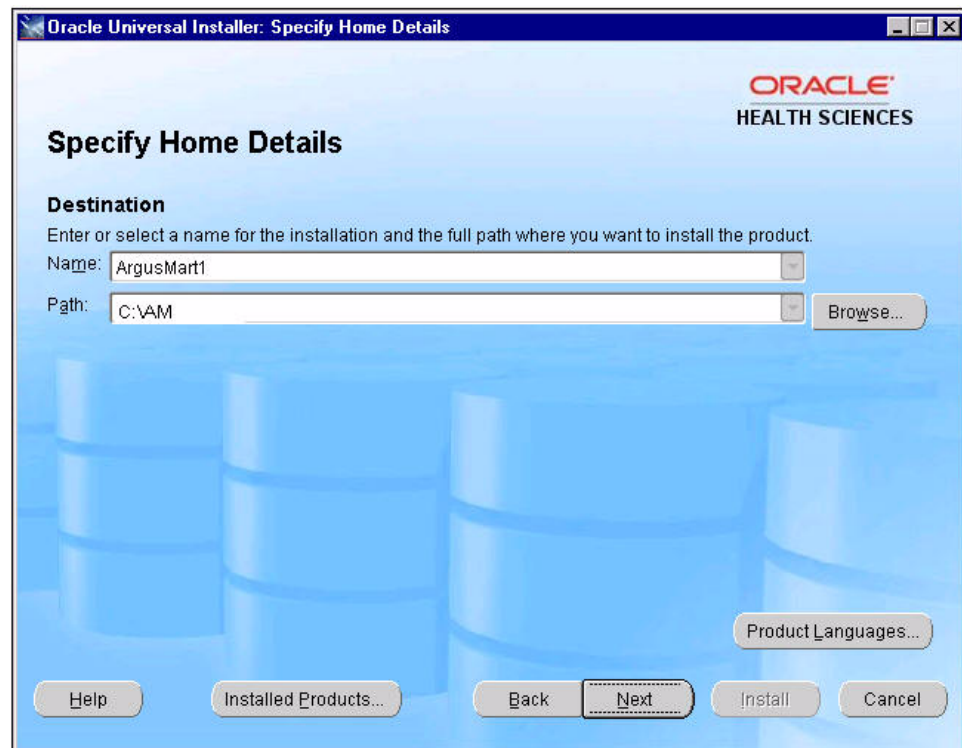 Oracle Universal Installer: Specify Home Details
ORACLE
HEALTH SCIENCES
Specify Home Details
Destination
Enter or select a name for the installation and the full path where you want to install the product.
Name: ArgusMart1
Path: C:\AM Browse...
Product Languages...
Help Installed Products... Back Next Install Cancel